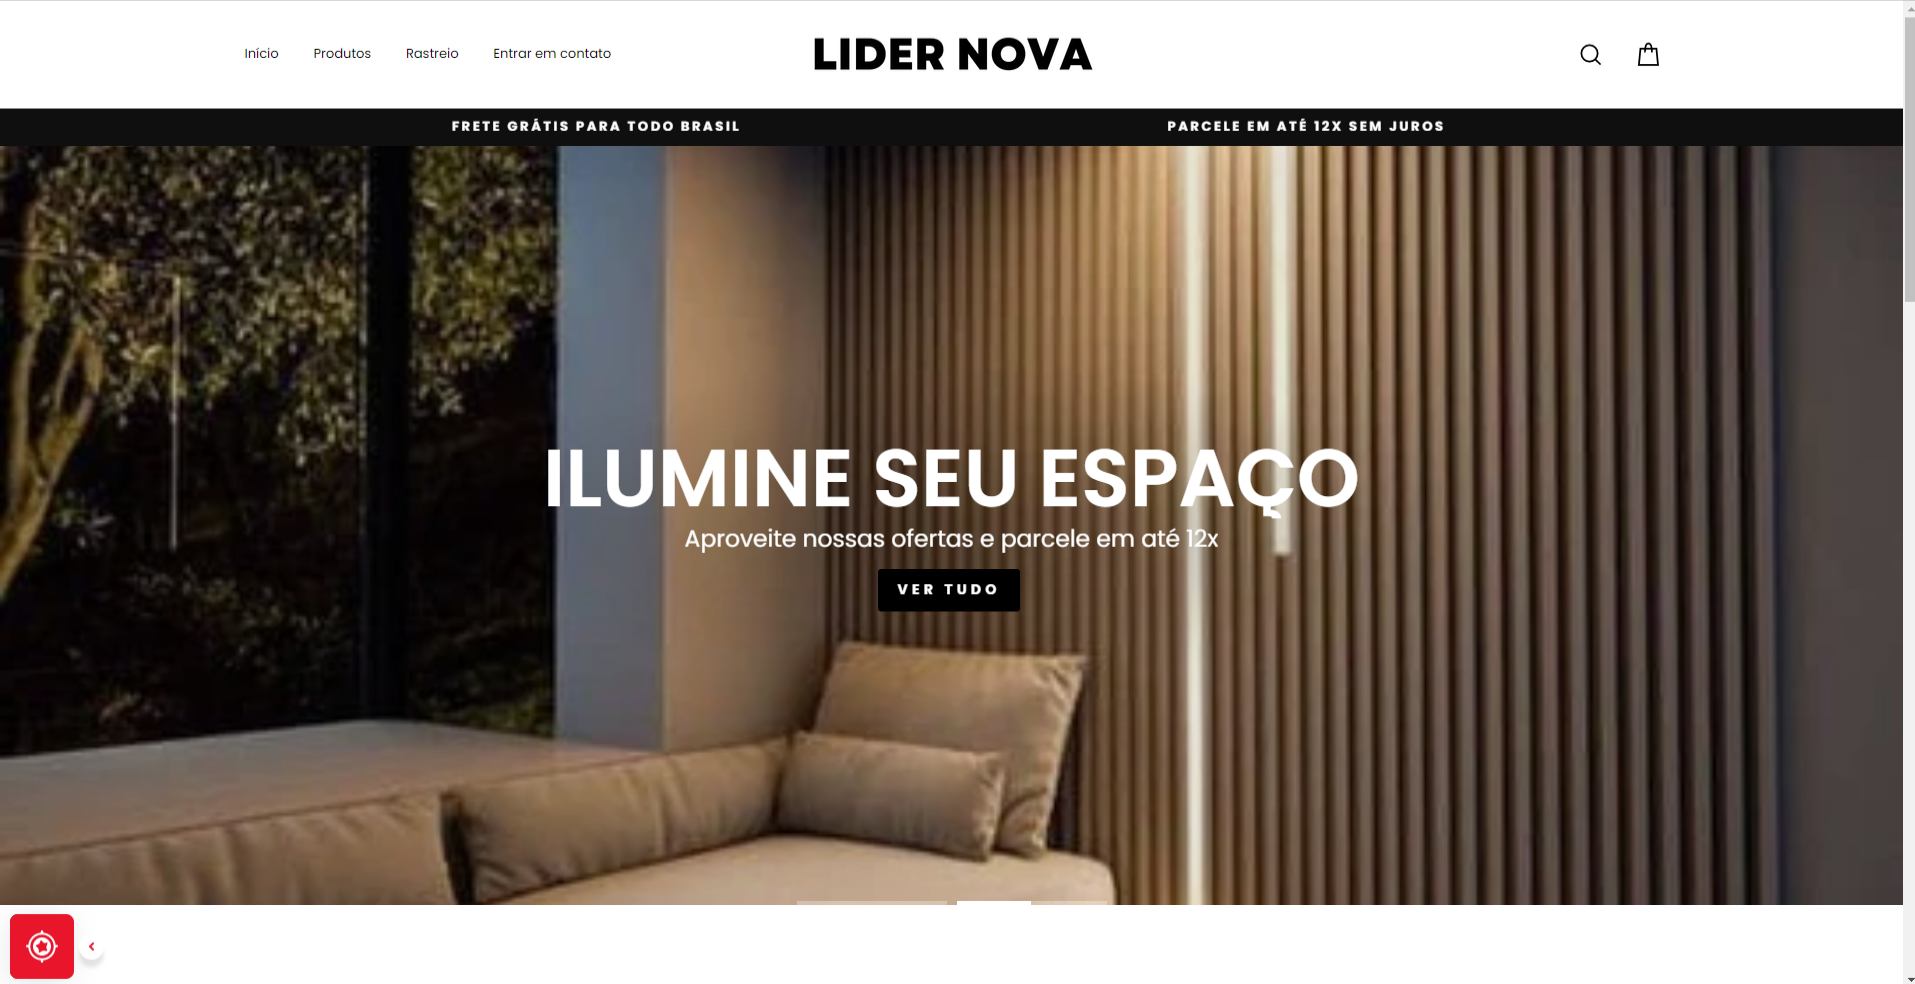 Início
Produtos
Rastreio
Entrar em contato
LIDER NOVA
FRETE GRÁTIS PARA TODO BRASIL
PARCELE EM ATÉ 12X SEM JUROS
ILUMINE SEU ESPAÇO
Aproveite nossas ofertas e parcele em até 12x
VER TUDO